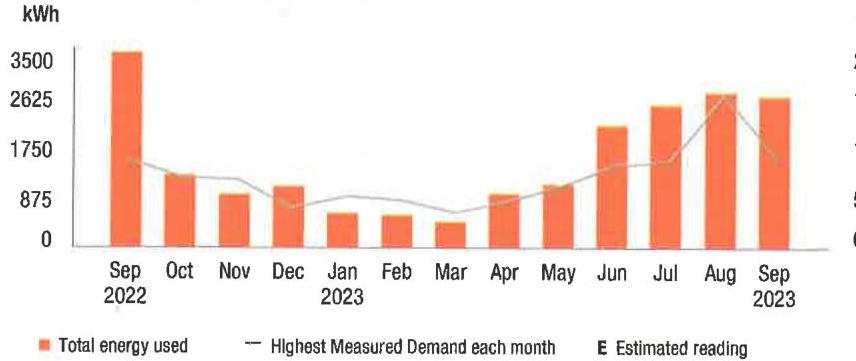 kWh
3500
2625
1750
875
0
Sep Oct Nov Dec Jan Feb Mar Apr May Jun Jul Aug Sep
2022 2023 2023
Total energy used — Highest Measured Demand each month E Estimated reading